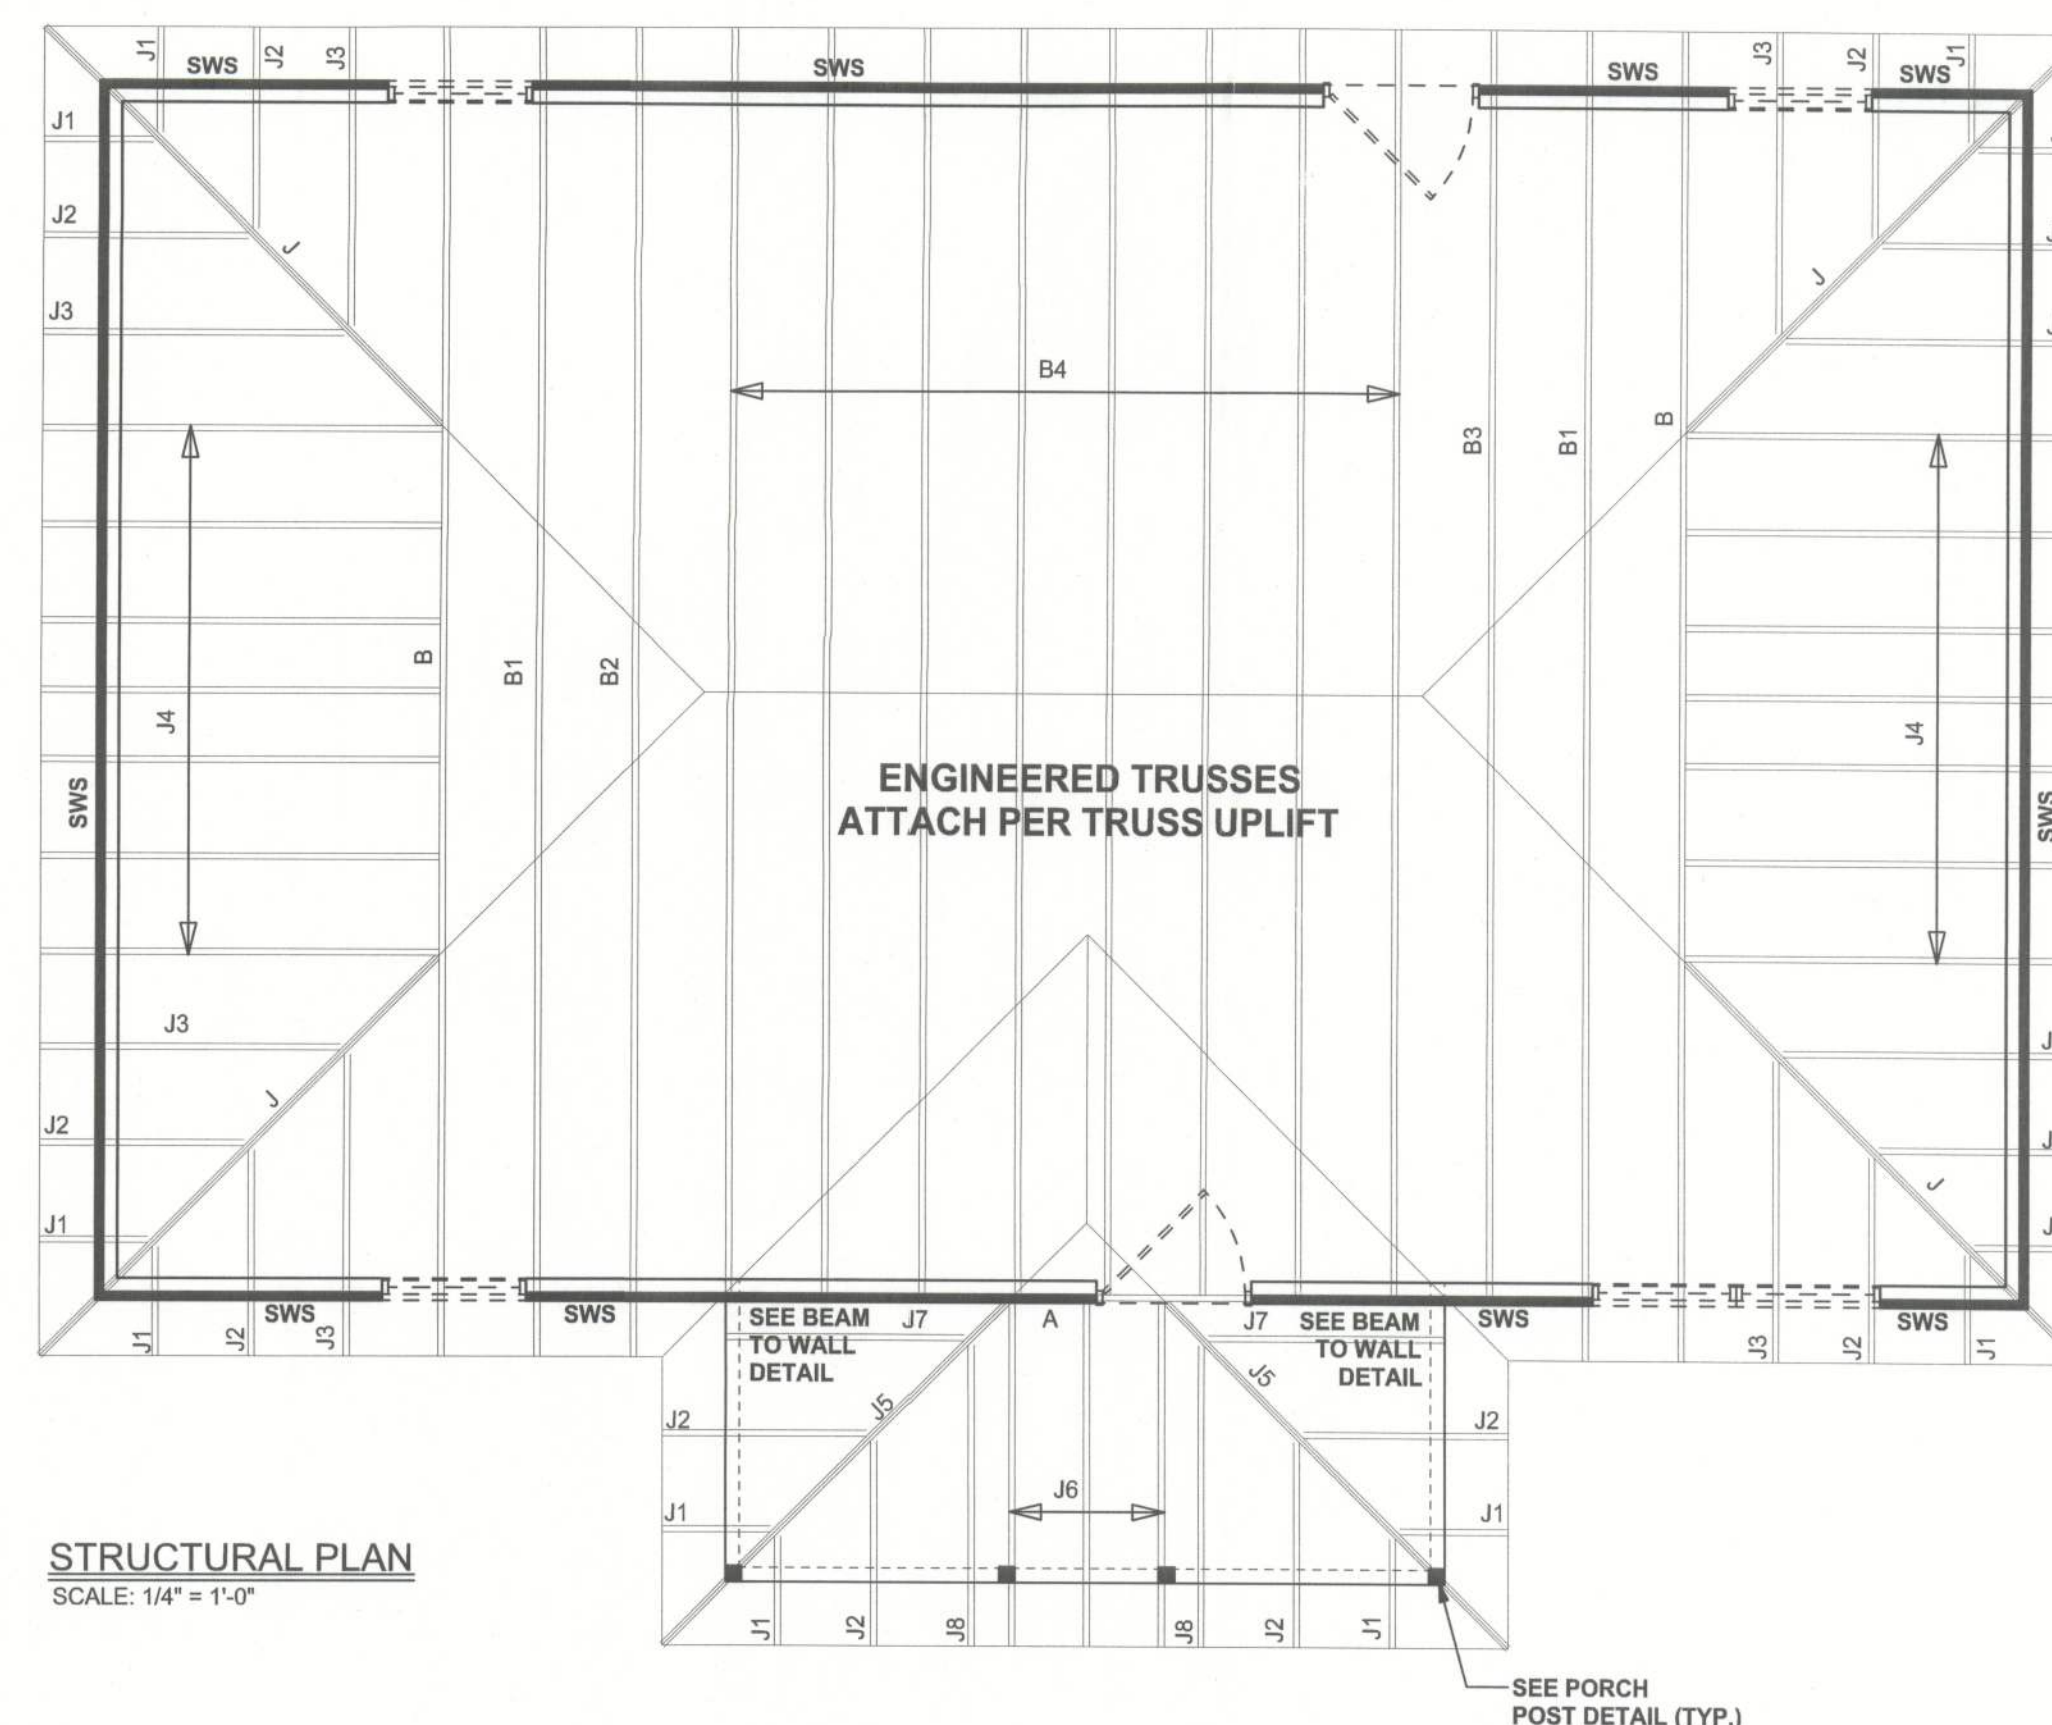 J1
J2
J3
J3
J2
J1
SWS
SWS
SWS
SWS
J1
J2
J
J
J3
B4
B3
B1
B
B
B1
B2
J4
J4
ENGINEERED TRUSSES
ATTACH PER TRUSS UPLIFT
SWS
SWS
J3
J
J2
J
J1
SWS
SWS
SEE BEAM
TO WALL
DETAIL
J7
A
J7
SEE BEAM
TO WALL
DETAIL
SWS
SWS
J1
J2
J3
J3
J2
J1
J5
J5
J2
J2
J6
J1
J1
STRUCTURAL PLAN
SCALE: 1/4" = 1'-0"
J1
J2
J8
J8
J2
J1
SEE PORCH
POST DETAIL (TYP.)